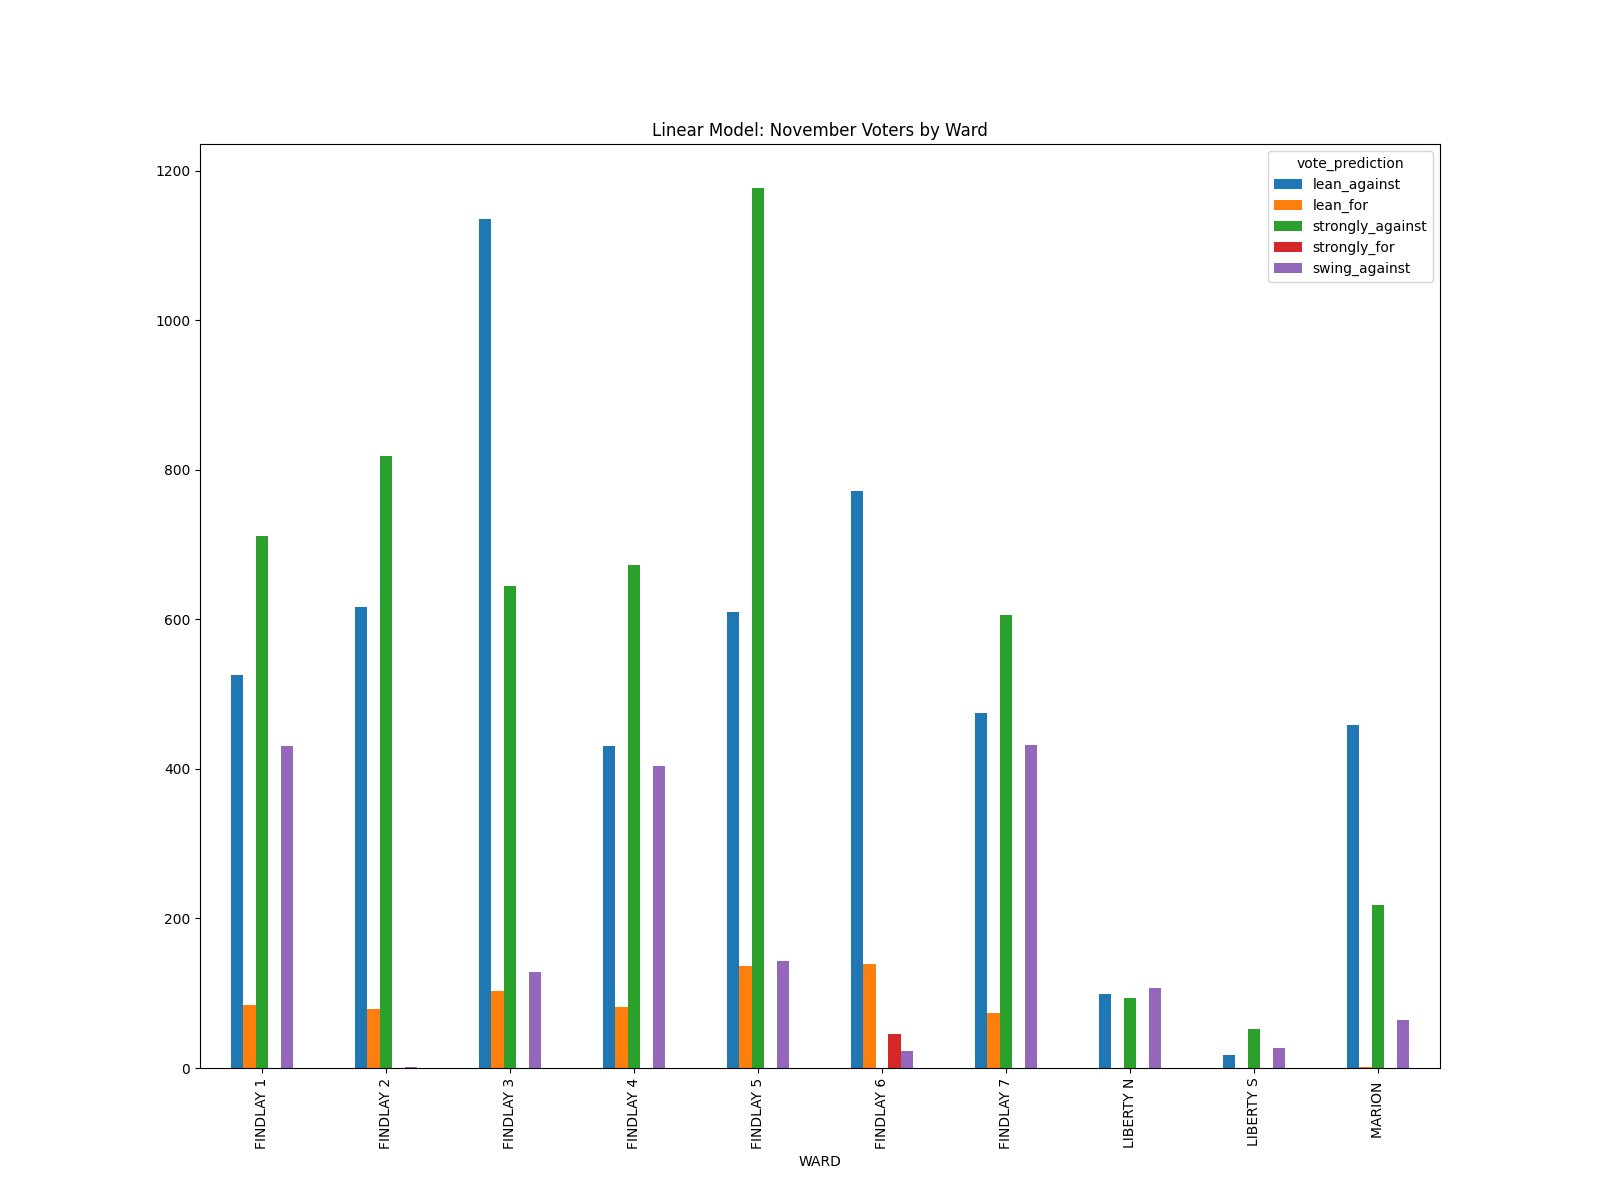 Linear Model: November Voters by Ward
vote_prediction
lean_against
lean_for
strongly_against
strongly_for
swing_against
1200
1000
800
600
400
200
0
FINDLAY 1
FINDLAY 2
FINDLAY 3
FINDLAY 4
FINDLAY 5
FINDLAY 6
FINDLAY 7
LIBERTY N
LIBERTY S
MARION
WARD